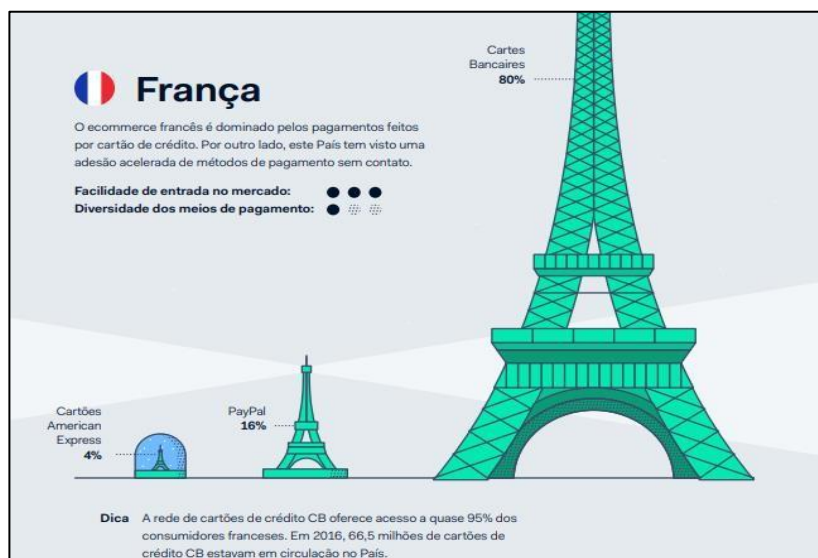 França
O ecommerce francês é dominado pelos pagamentos feitos
por cartão de crédito. Por outro lado, este País tem visto uma
adesão acelerada de métodos de pagamento sem contato.
Facilidade de entrada no mercado:
Diversidade dos meios de pagamento:
Cartes
Bancaires
80%
Cartões
American
Express
4%
PayPal
16%
Dica A rede de cartões de crédito CB oferece acesso a quase 95% dos
consumidores franceses. Em 2016, 66,5 milhões de cartões de
crédito CB estavam em circulação no País.